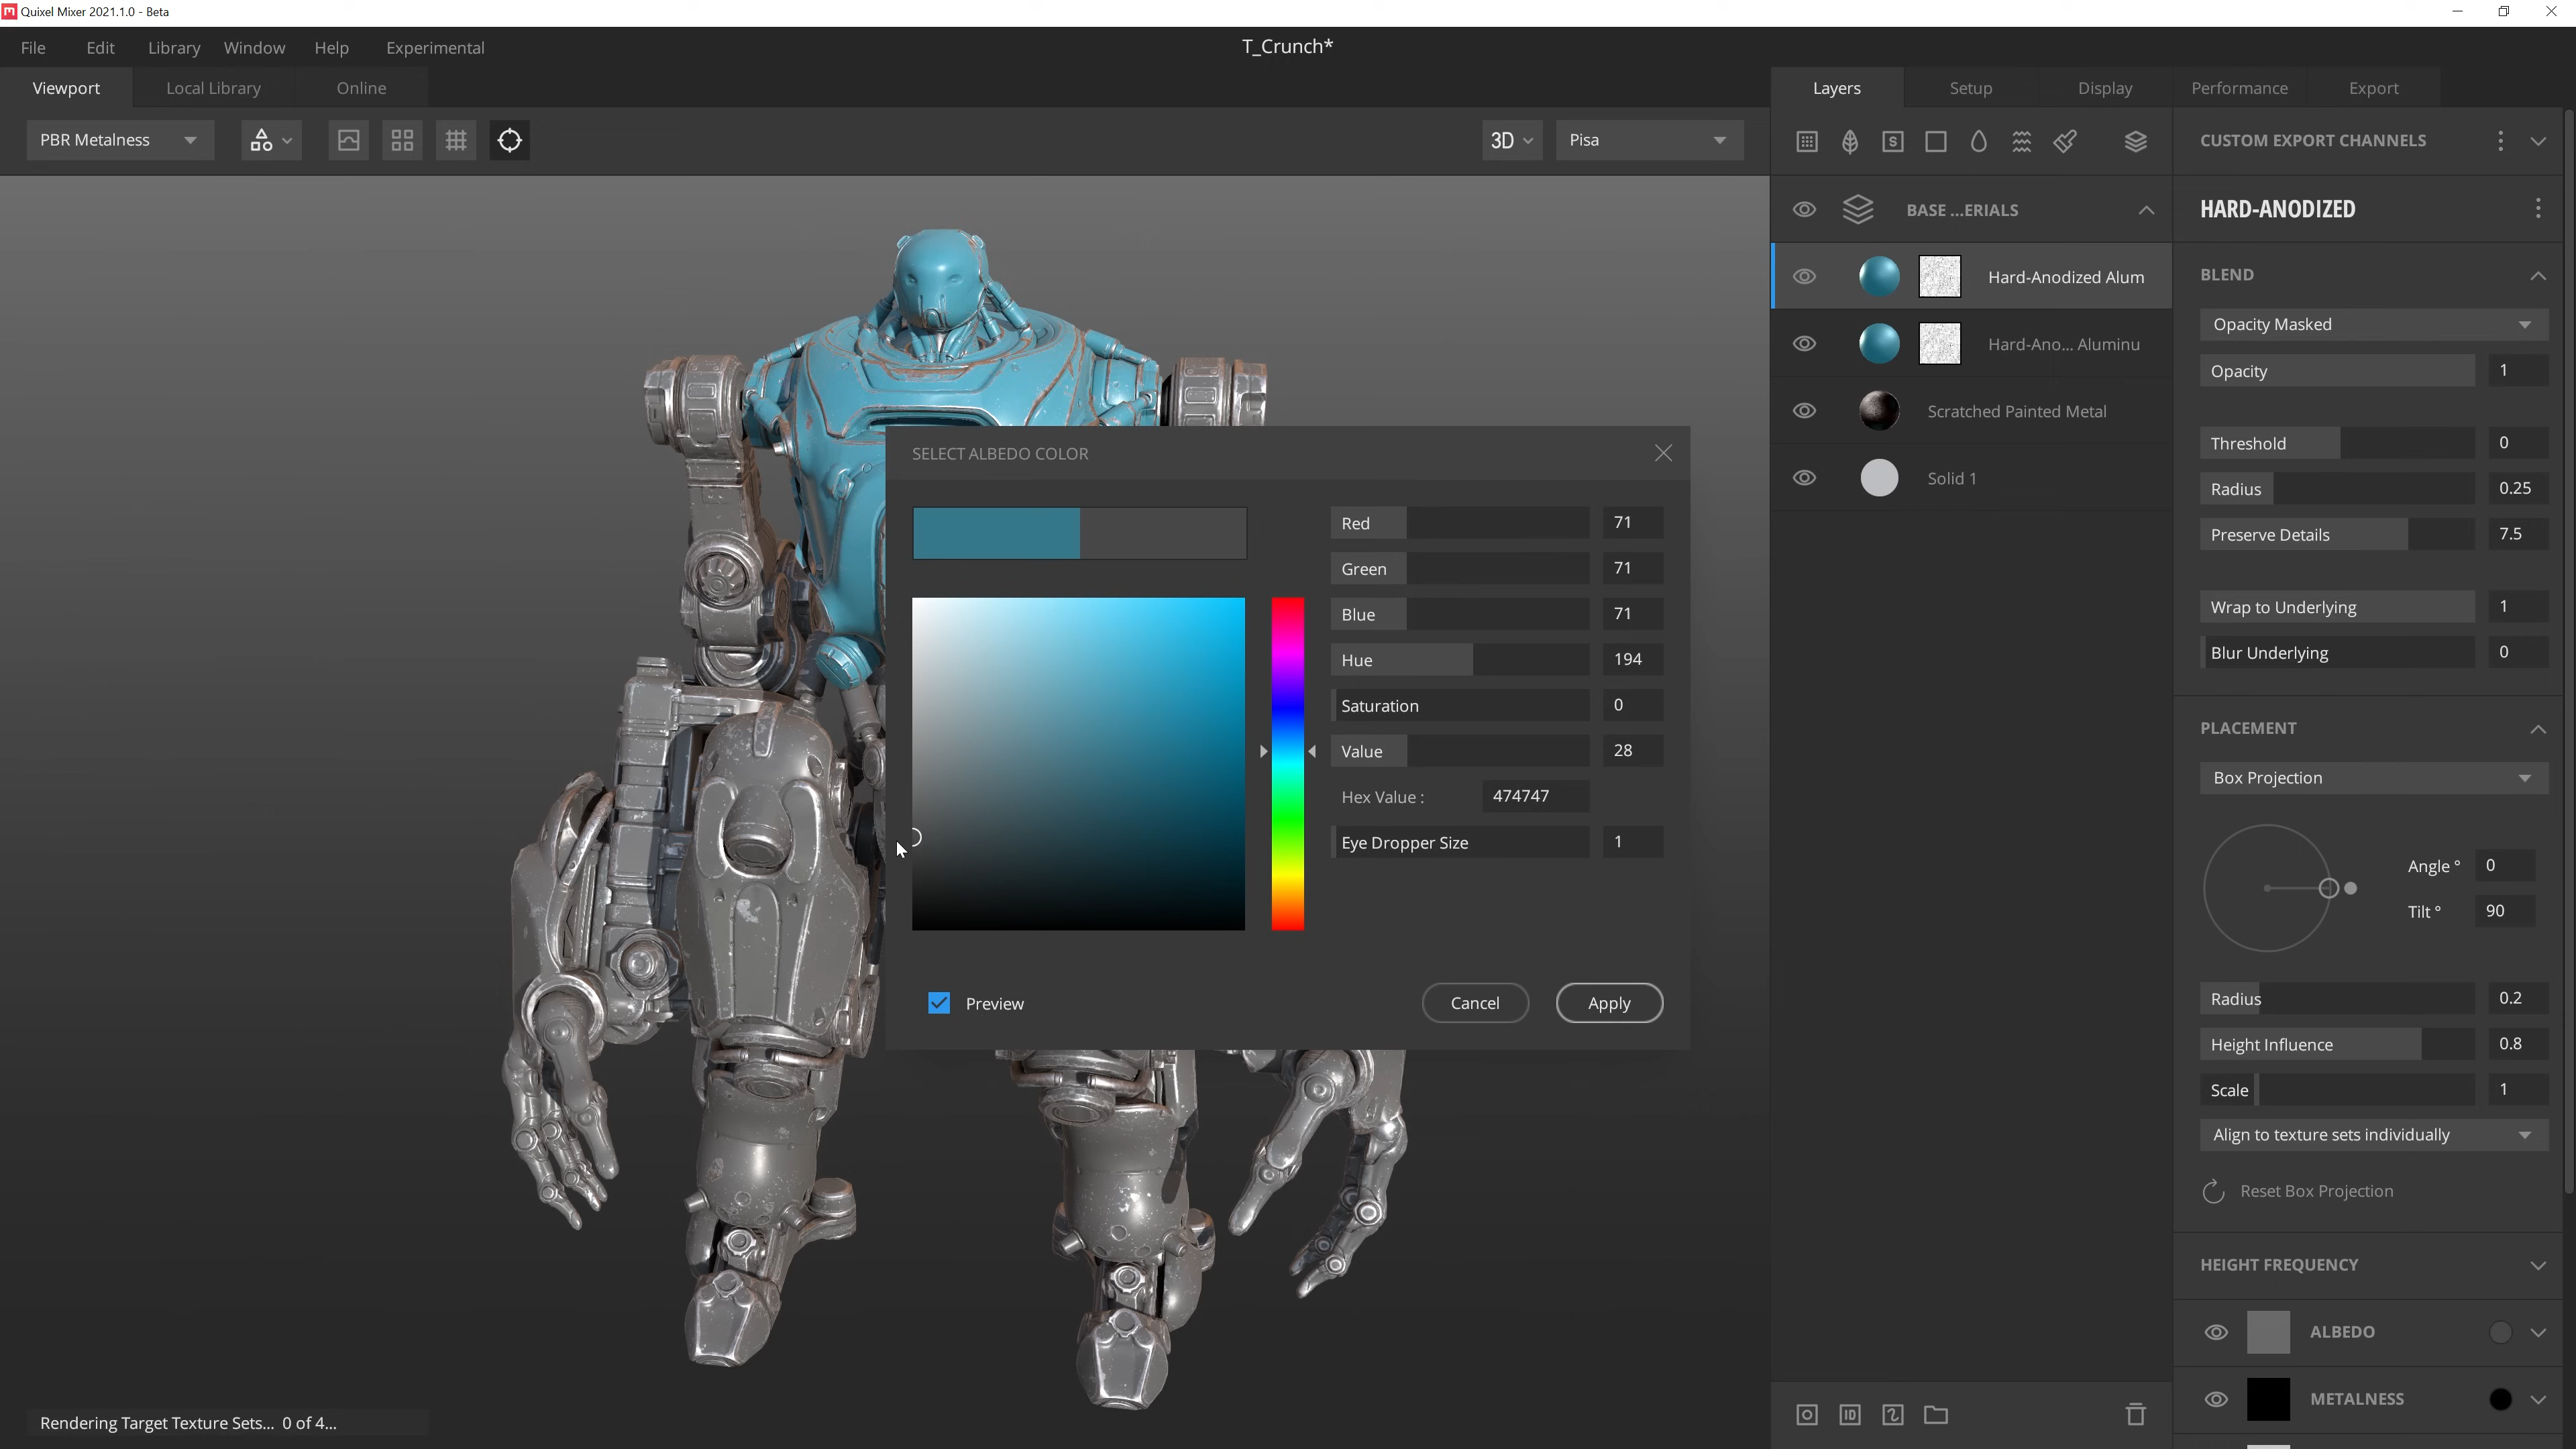 Quixel Mixer 2021.1.0 - Beta
File Edit Library Window Help Experimental
T_Crunch*
Viewport Local Library Online
PBR Metalness
3D
Pisa
SELECT ALBEDO COLOR
Red 71
Green 71
Blue 71
Hue 194
Saturation 0
Value 28
Hex Value : 474747
Eye Dropper Size 1
Preview
Cancel
Apply
Rendering Target Texture Sets... 0 of 4...
Layers Setup Display Performance Export
S
BASE ...ERIALS
Hard-Anodized Alum
Hard-Ano... Aluminu
Scratched Painted Metal
Solid 1
ID
CUSTOM EXPORT CHANNELS
HARD-ANODIZED
BLEND
Opacity Masked
Opacity 1
Threshold 0
Radius 0.25
Preserve Details 7.5
Wrap to Underlying 1
Blur Underlying 0
PLACEMENT
Box Projection
Angle ° 0
Tilt ° 90
Radius 0.2
Height Influence 0.8
Scale 1
Align to texture sets individually
Reset Box Projection
HEIGHT FREQUENCY
ALBEDO
METALNESS